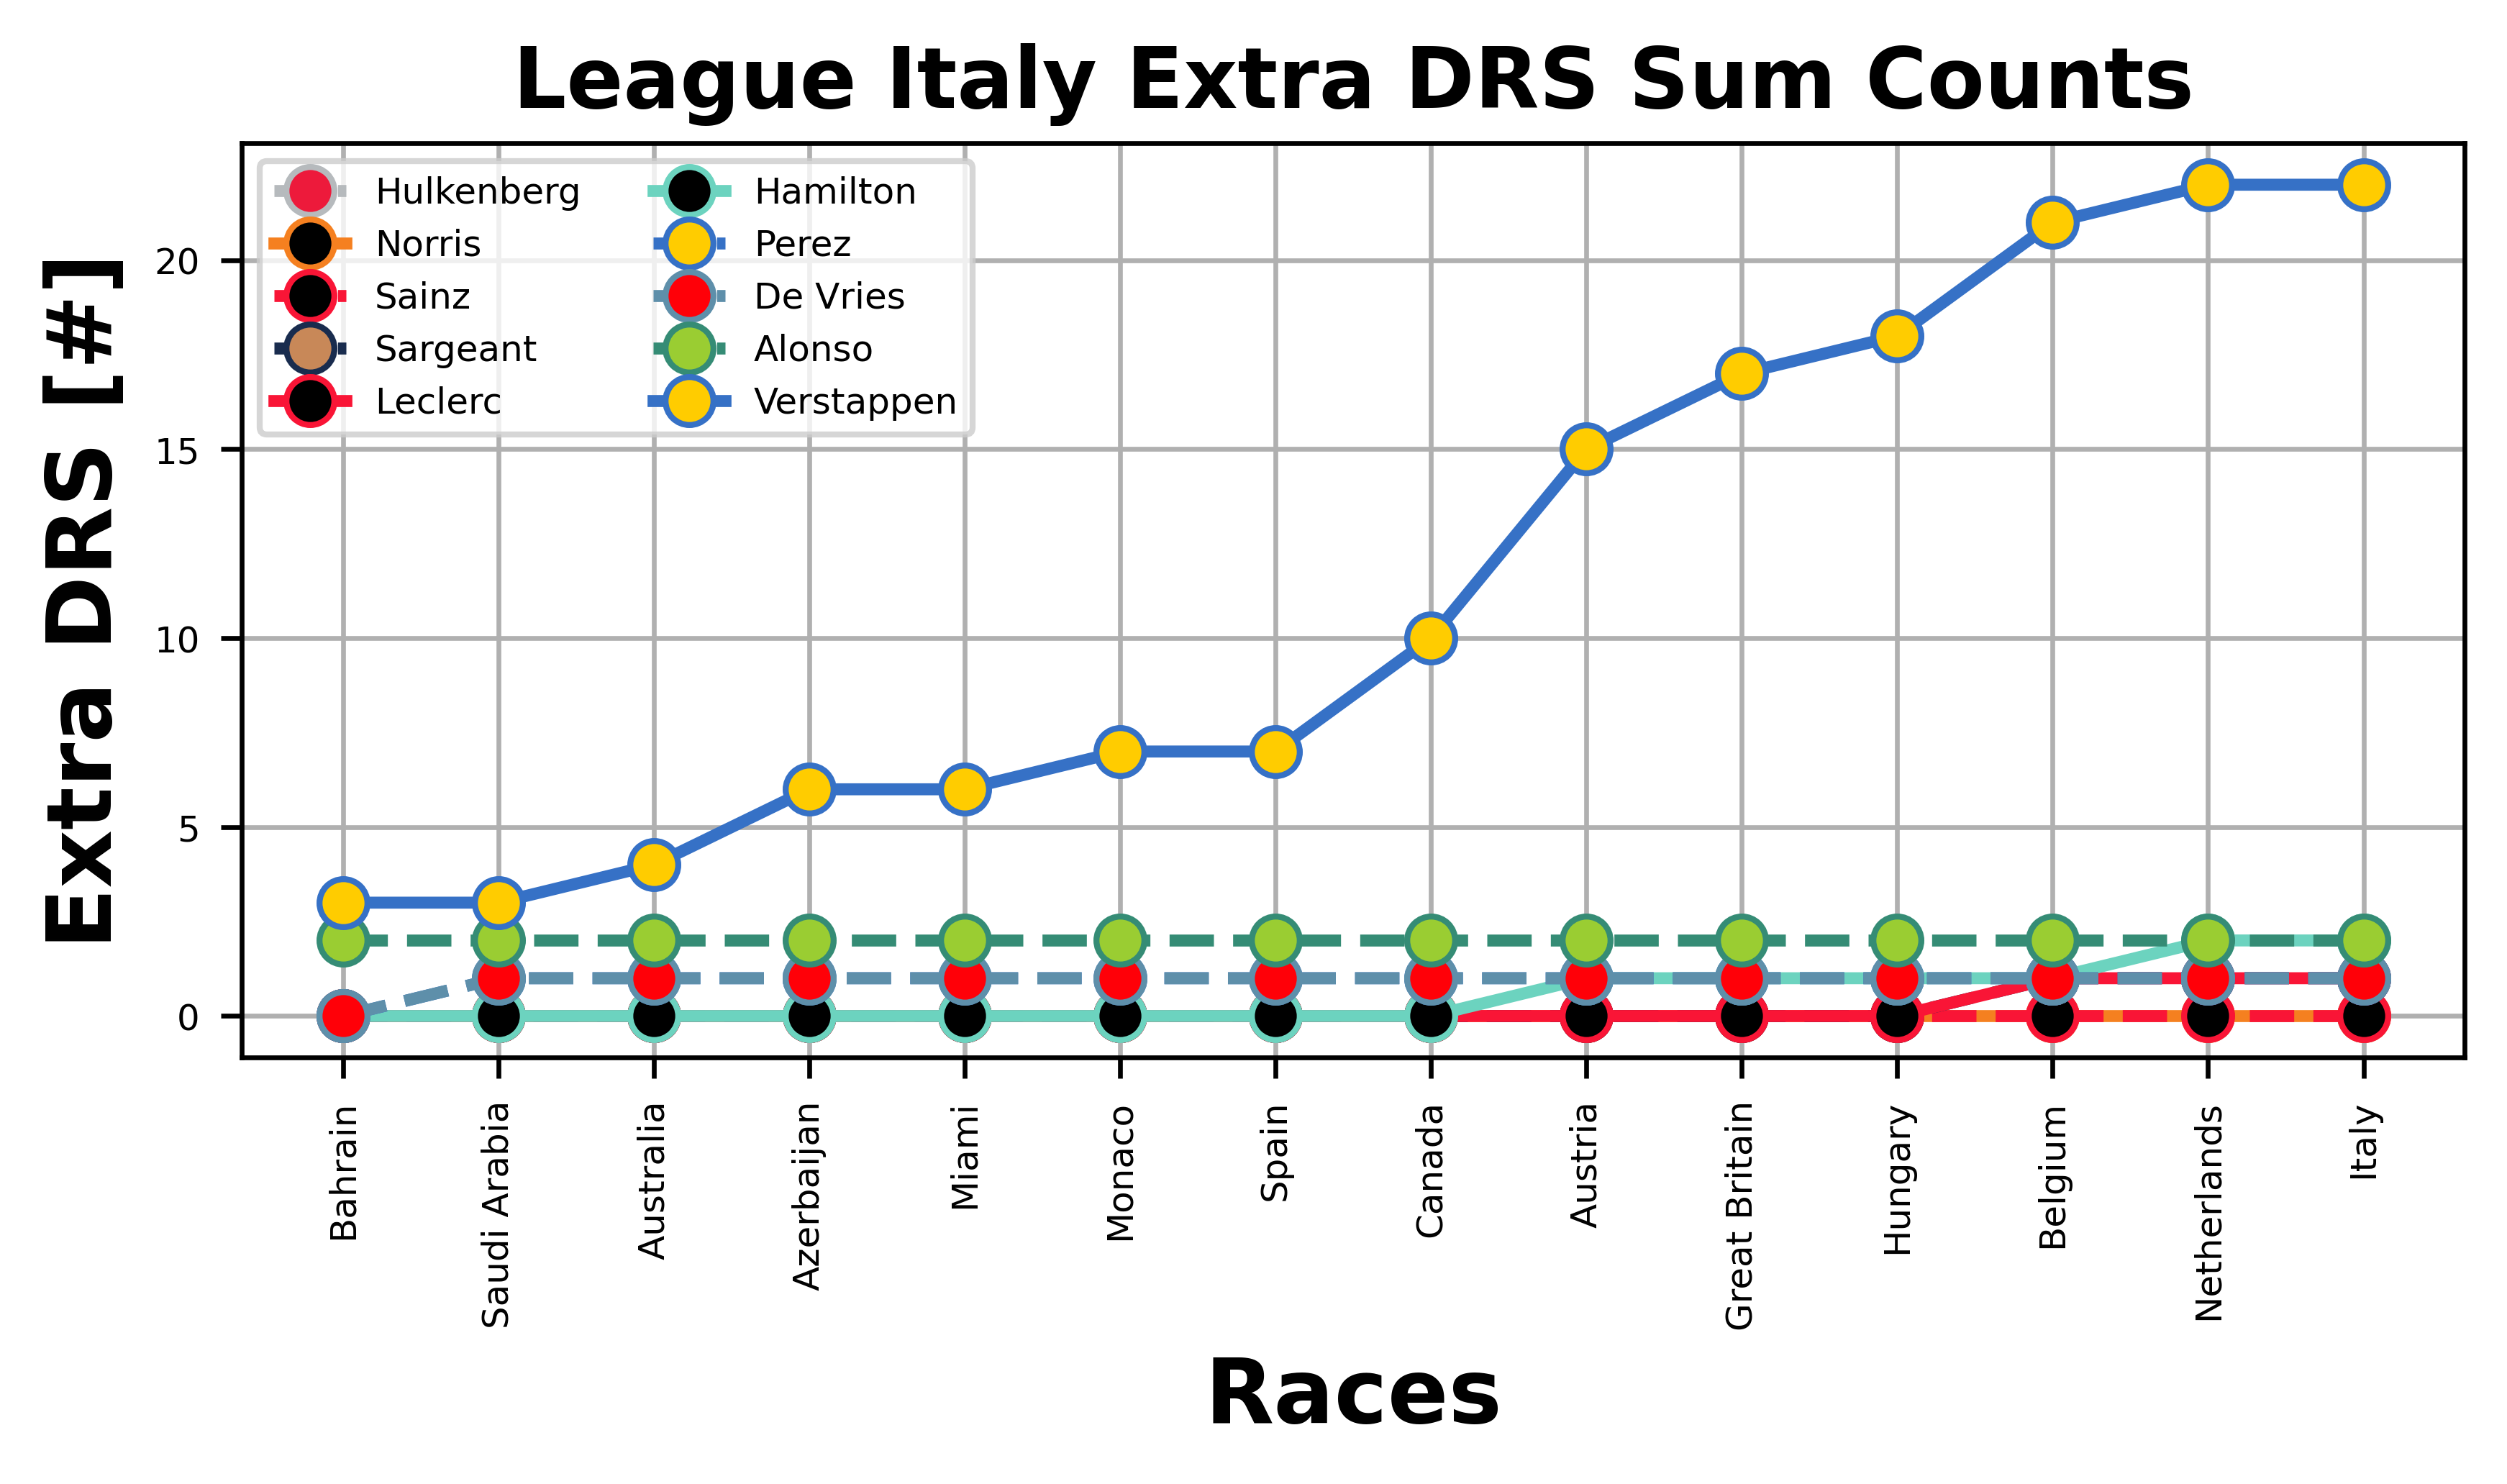 League Italy Extra DRS Sum Counts
Extra DRS [#]
20
15
10
5
0
Hulkenberg
Norris
Sainz
Sargeant
Leclerc
Hamilton
Perez
De Vries
Alonso
Verstappen
Bahrain
Saudi Arabia
Australia
Azerbaijan
Miami
Monaco
Spain
Canada
Austria
Great Britain
Hungary
Belgium
Netherlands
Italy
Races